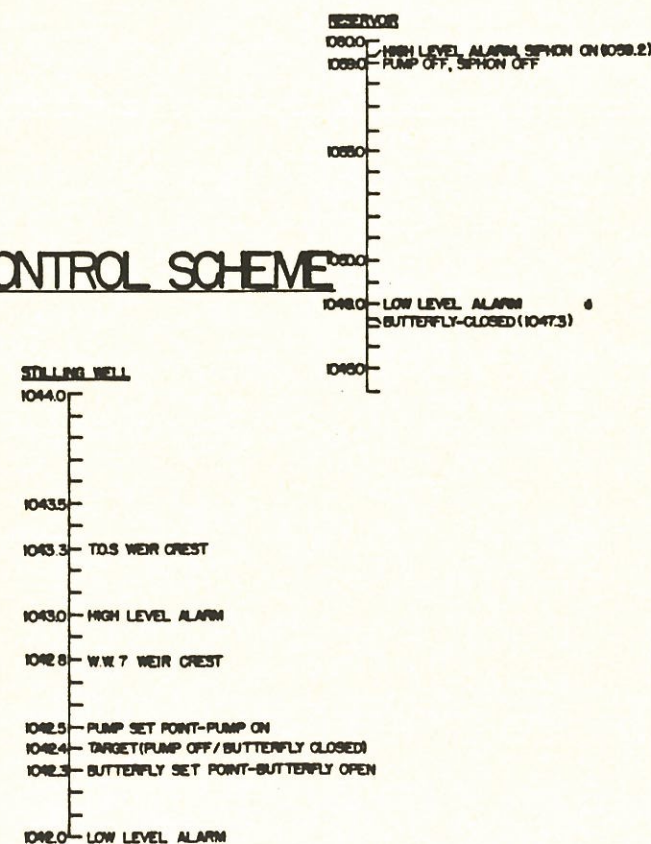 RESERVOIR
1060.0
HIGH LEVEL ALARM, SIPHON ON (1059.2)
1059.0 PUMP OFF, SIPHON OFF
1055.0
1050.0
ONTROL SCHEME
1048.0 LOW LEVEL ALARM
BUTTERFLY-CLOSED (1047.3)
1045.0
STILLING WELL
1044.0
1043.5
1043.3 T.O.S WEIR CREST
1043.0 HIGH LEVEL ALARM
1042.8 W.W. 7 WEIR CREST
1042.5 PUMP SET POINT-PUMP ON
1042.4 TARGET (PUMP OFF/BUTTERFLY CLOSED)
1042.3 BUTTERFLY SET POINT-BUTTERFLY OPEN
1042.0 LOW LEVEL ALARM